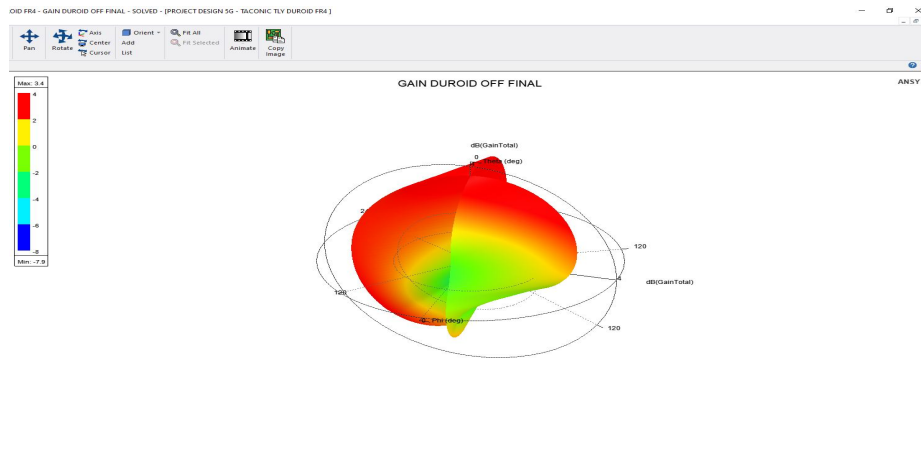 OID FR4 - GAIN DUROID OFF FINAL - SOLVED - [PROJECT DESIGN 5G - TACONIC TLY DUROID FR4 ]
Pan
Rotate
Axis
Center
Cursor
Orient
Add
List
Fit All
Fit Selected
Animate
Copy
Image
Max: 3.4
4
2
0
-2
-4
-6
-8
Min: -7.9
GAIN DUROID OFF FINAL
ANSY
dB(GainTotal)
0
(deg)
120
4
dB(GainTotal)
120
120
Phi (deg)